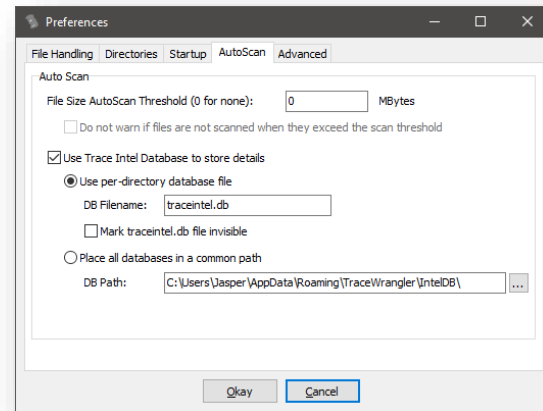 Preferences
File Handling Directories Startup AutoScan Advanced
Auto Scan
File Size AutoScan Threshold (0 for none): 0 MBytes
Do not warn if files are not scanned when they exceed the scan threshold
Use Trace Intel Database to store details
Use per-directory database file
DB Filename: traceintel.db
Mark traceintel.db file invisible
Place all databases in a common path
DB Path: C:\Users\Jasper\AppData\Roaming\TraceWrangler\IntelDB\ ...
Okay Cancel